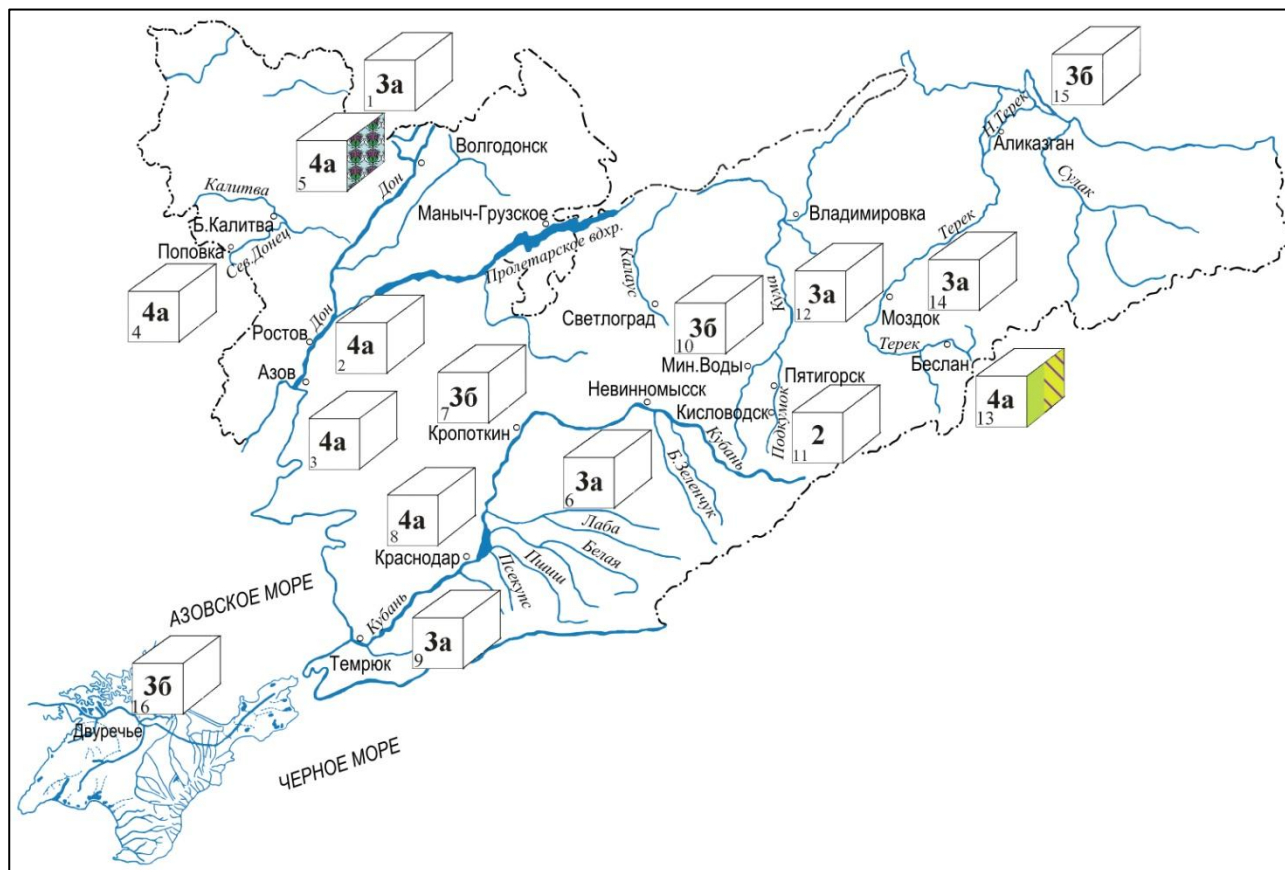 3а
1
3б
15
4а
5
Волгодонск
Дон
Калитва
Б.Калитва
Поповка
Сев.Донец
Маныч-Грузское
Пролетарское вдхр.
Н.Терек
Аликазган
Сулак
Владимировка
Терек
Калаус
Кума
4а
4
Ростов
Дон
4а
2
Азов
Светлоград
3б
10
3а
12
3а
14
Моздок
Терек
Беслан
Мин.Воды
Пятигорск
Невинномысск
Кисловодск
Подкумок
4а
13
3б
7
Кропоткин
4а
3
2
11
Кубань
Б.Зеленчук
3а
6
4а
8
Лаба
Белая
Пшиш
Псекупс
Краснодар
АЗОВСКОЕ МОРЕ
Кубань
Темрюк
3а
9
3б
16
Двуречье
ЧЕРНОЕ МОРЕ